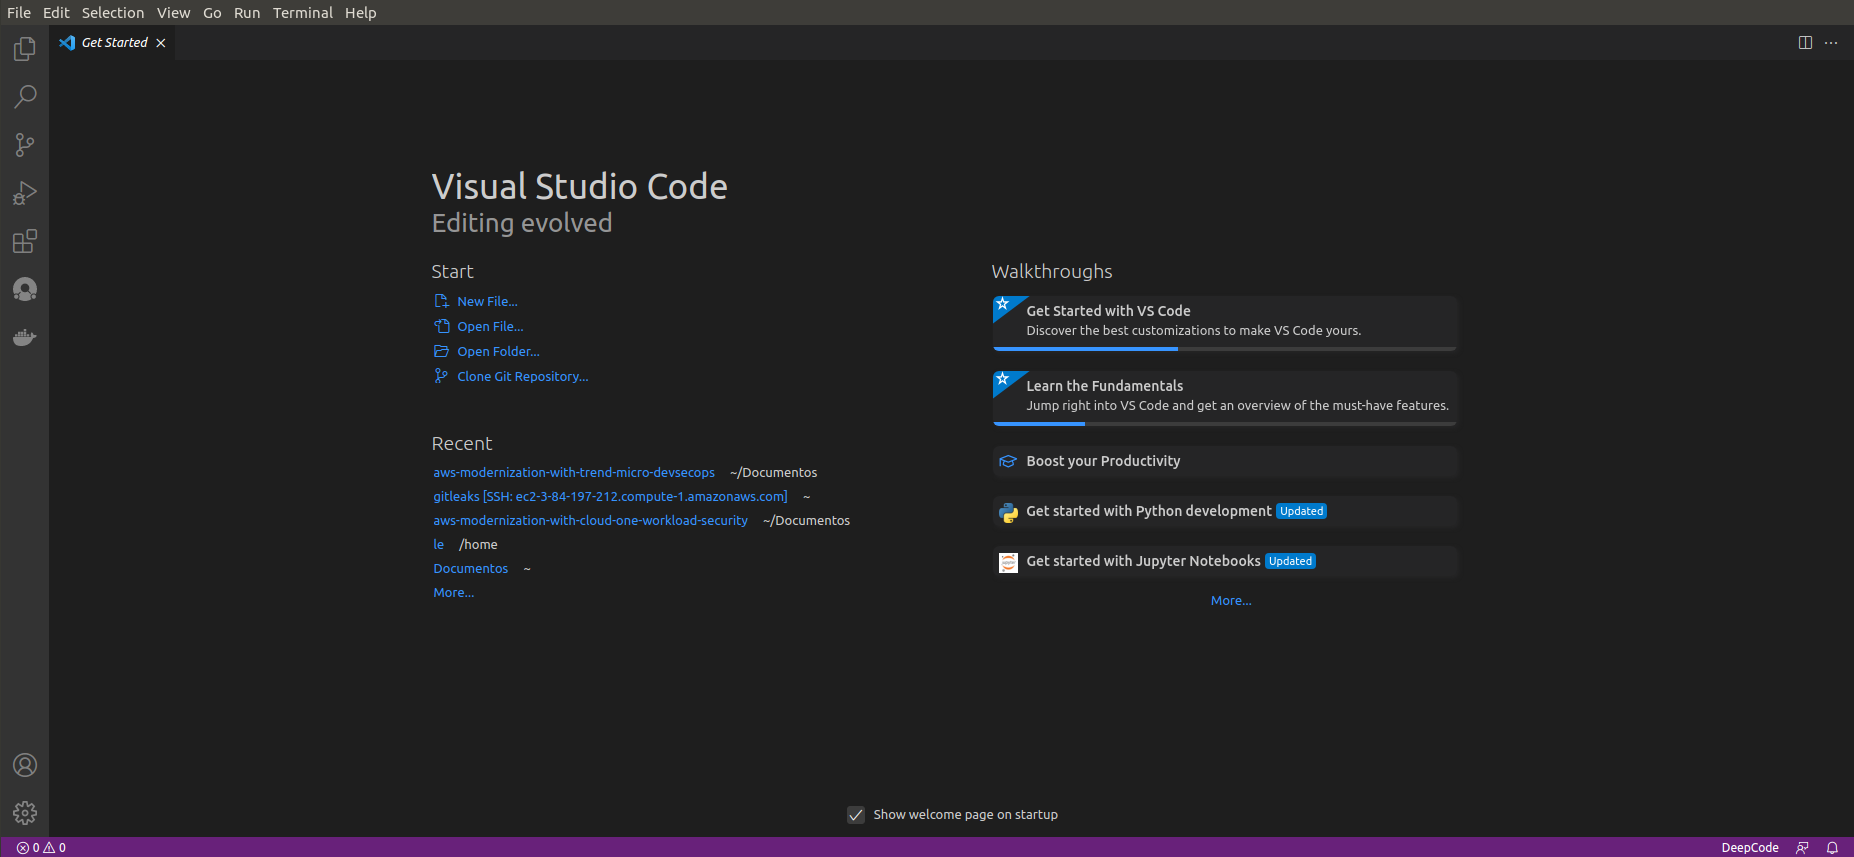 File Edit Selection View Go Run Terminal Help
Get Started
Visual Studio Code
Editing evolved
Start
New File...
Open File...
Open Folder...
Clone Git Repository...
Recent
aws-modernization-with-trend-micro-devsecops ~/Documentos
gitleaks [SSH: ec2-3-84-197-212.compute-1.amazonaws.com] ~
aws-modernization-with-cloud-one-workload-security ~/Documentos
le /home
Documentos ~
More...
Walkthroughs
Get Started with VS Code
Discover the best customizations to make VS Code yours.
Learn the Fundamentals
Jump right into VS Code and get an overview of the must-have features.
Boost your Productivity
Get started with Python development Updated
Get started with Jupyter Notebooks Updated
More...
Show welcome page on startup
0 0 DeepCode